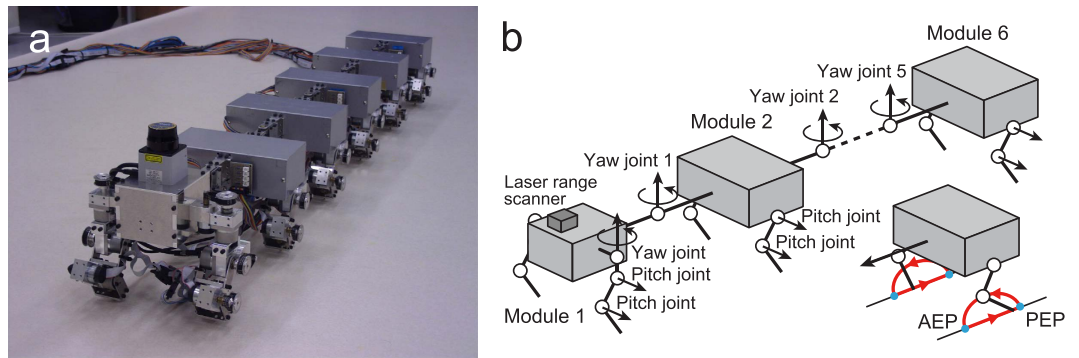 a
b
Module 6
Yaw joint 5
Yaw joint 2
Module 2
Yaw joint 1
Laser range
scanner
Pitch joint
Pitch joint
Yaw joint
Pitch joint
Pitch joint
Module 1
AEP
PEP